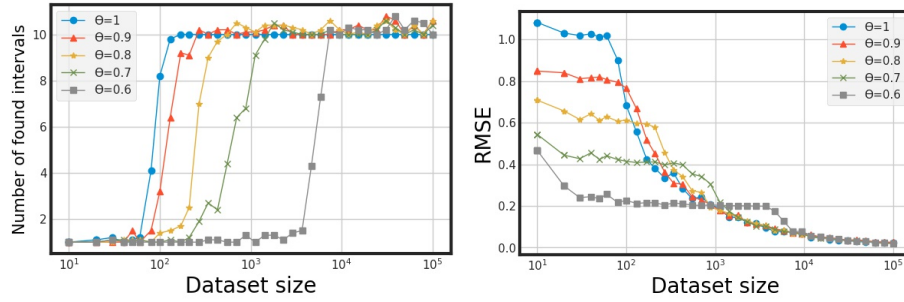 Number of found intervals
10
8
6
4
2
Θ=1
Θ=0.9
Θ=0.8
Θ=0.7
Θ=0.6
10¹ 10² 10³ 10⁴ 10⁵
Dataset size
RMSE
1.0
0.8
0.6
0.4
0.2
0.0
Θ=1
Θ=0.9
Θ=0.8
Θ=0.7
Θ=0.6
10¹ 10² 10³ 10⁴ 10⁵
Dataset size